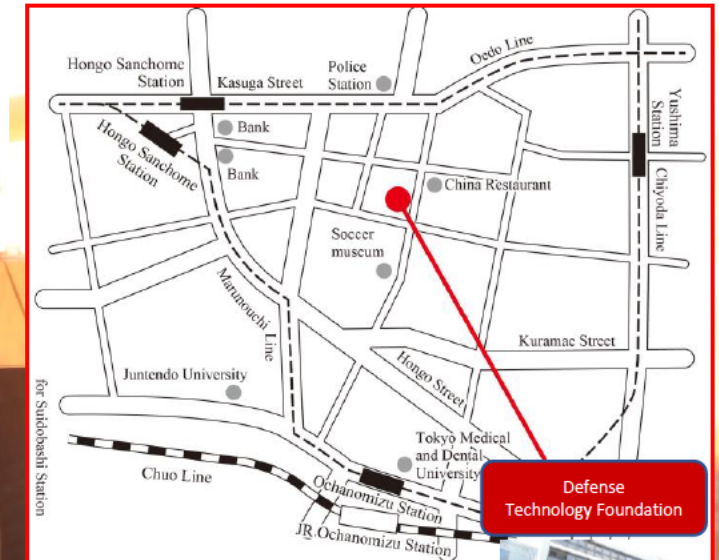 Oedo Line
Hongo Sanchome
Station
Kasuga Street
Police
Station
Yushima
Station
Bank
Hongo Sanchome
Station
Bank
China Restaurant
Chiyoda Line
Soccer
museum
Marunouchi Line
Kuramae Street
Hongo Street
Juntendo University
for Suidobashi Station
Tokyo Medical
and Dental
University
Chuo Line
Ochanomizu Station
JR.Ochanomizu Station
Defense
Technology Foundation